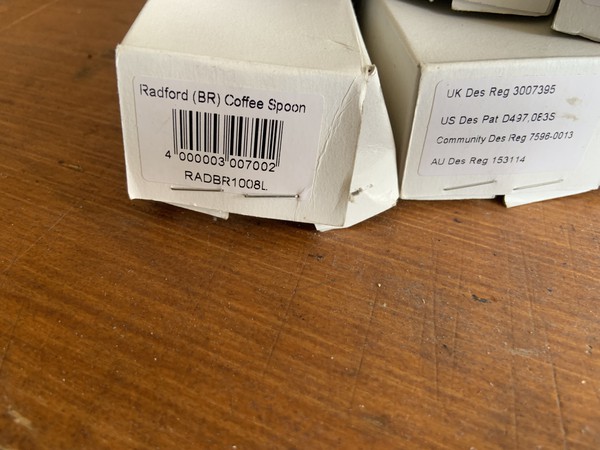 Radford (BR) Coffee Spoon
4 000003 007002
RADBR1008L
UK Des Reg 3007395
US Des Pat D497,083S
Community Des Reg 7596-0013
AU Des Reg 153114